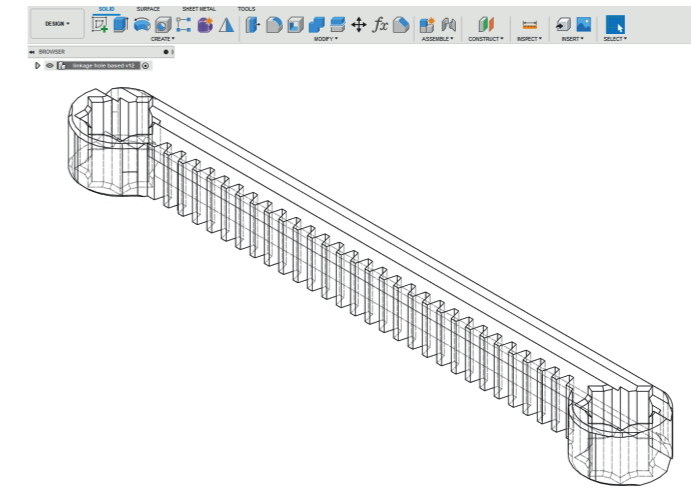 SOLID SURFACE SHEET METAL TOOLS
DESIGN ▾
CREATE ▾ MODIFY ▾ ASSEMBLE ▾ CONSTRUCT ▾ INSPECT ▾ INSERT ▾ SELECT ▾
BROWSER
linkage hole based v12